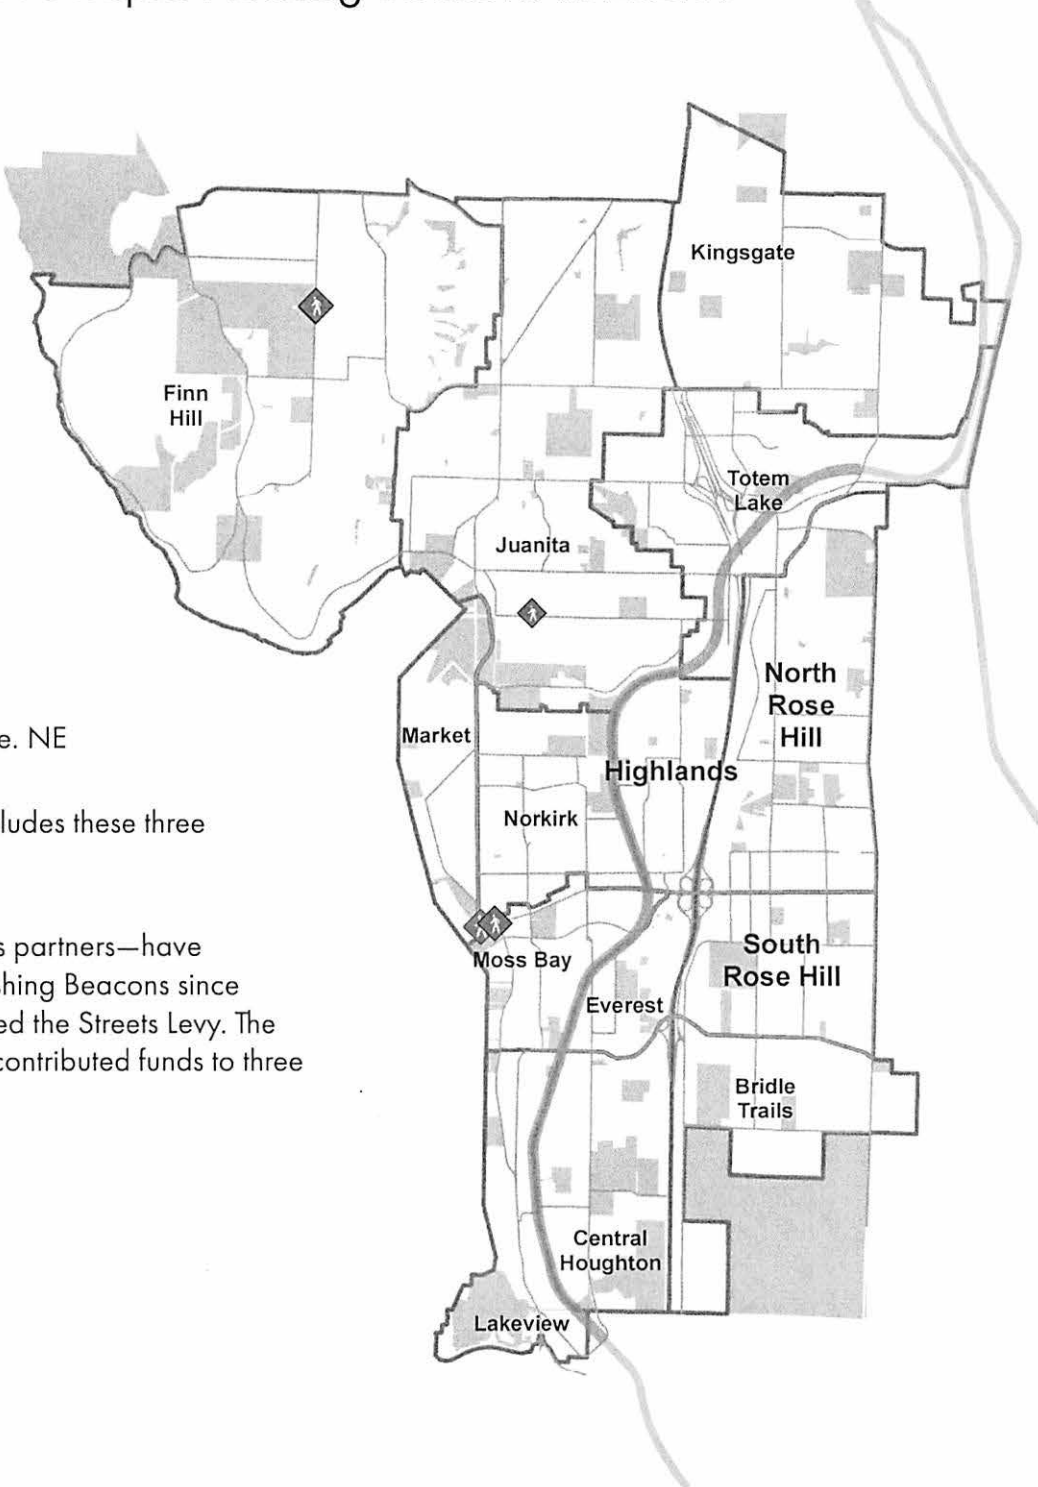 Kingsgate
Finn
Hill
Totem
Lake
Juanita
North
Rose
Hill
e. NE
Market
Highlands
Norkirk
ludes these three
s partners—have
shing Beacons since
ed the Streets Levy. The
contributed funds to three
Moss Bay
South
Rose Hill
Everest
Bridle
Trails
Central
Houghton
Lakeview